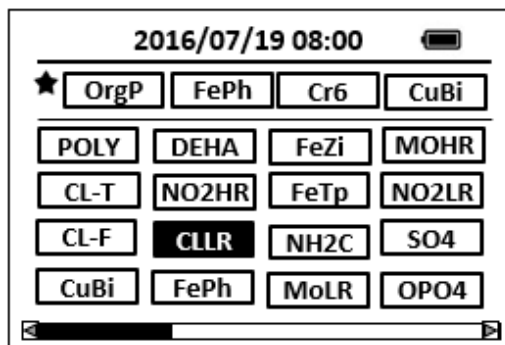 2016/07/19 08:00
OrgP FePh Cr6 CuBi
POLY DEHA FeZi MOHR
CL-T NO2HR FeTp NO2LR
CL-F CLLR NH2C SO4
CuBi FePh MoLR OPO4